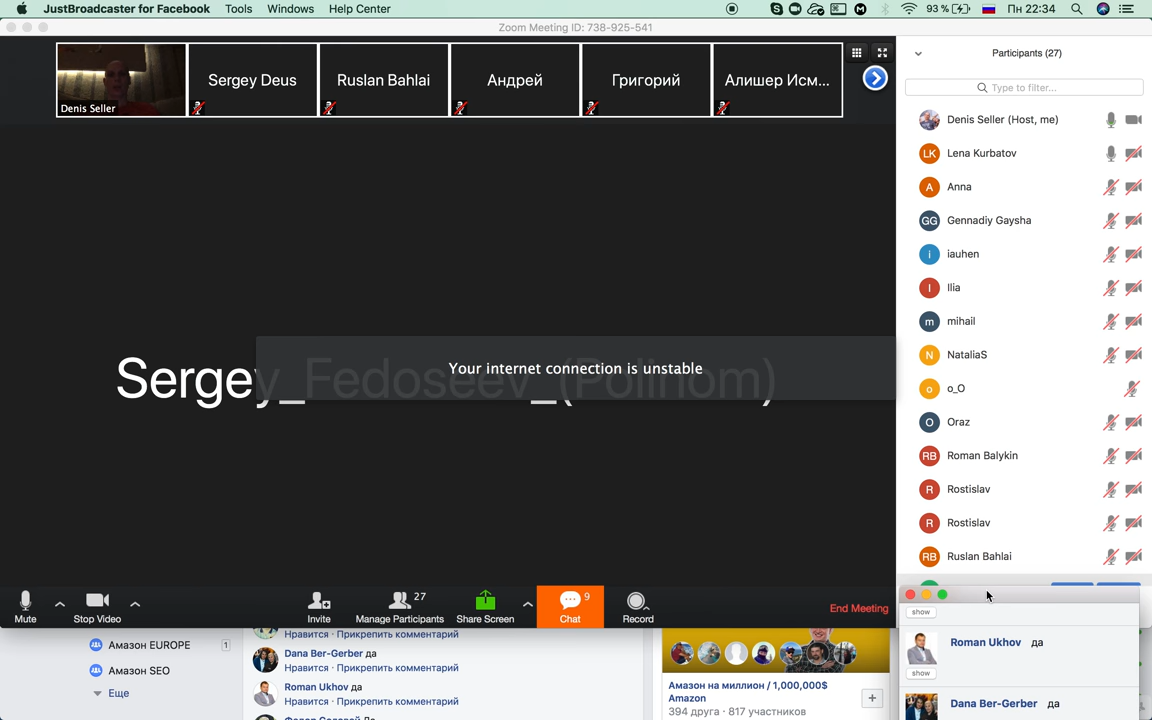 JustBroadcaster for Facebook Tools Windows Help Center 93 % Пн 22:34
Zoom Meeting ID: 738-925-541
Denis Seller
Sergey Deus
Ruslan Bahlai
Андрей
Григорий
Алишер Исм...
Participants (27)
Type to filter...
Denis Seller (Host, me)
LK Lena Kurbatov
A Anna
GG Gennadiy Gaysha
i iauhen
I Ilia
m mihail
N NataliaS
o o_O
O Oraz
RB Roman Balykin
R Rostislav
R Rostislav
RB Ruslan Bahlai
Sergey_Fedoseev_(Polinom)
Your internet connection is unstable
Mute
Stop Video
Invite
27
Manage Participants
Share Screen
9
Chat
Record
End Meeting
Амазон EUROPE 1
Амазон SEO
Еще
Нравится · Прикрепить комментарий
Dana Ber-Gerber да
Нравится · Прикрепить комментарий
Roman Ukhov да
Нравится · Прикрепить комментарий
Амазон на миллион / 1,000,000$
Amazon
394 друга · 817 участников
show
Roman Ukhov да
show
Dana Ber-Gerber да